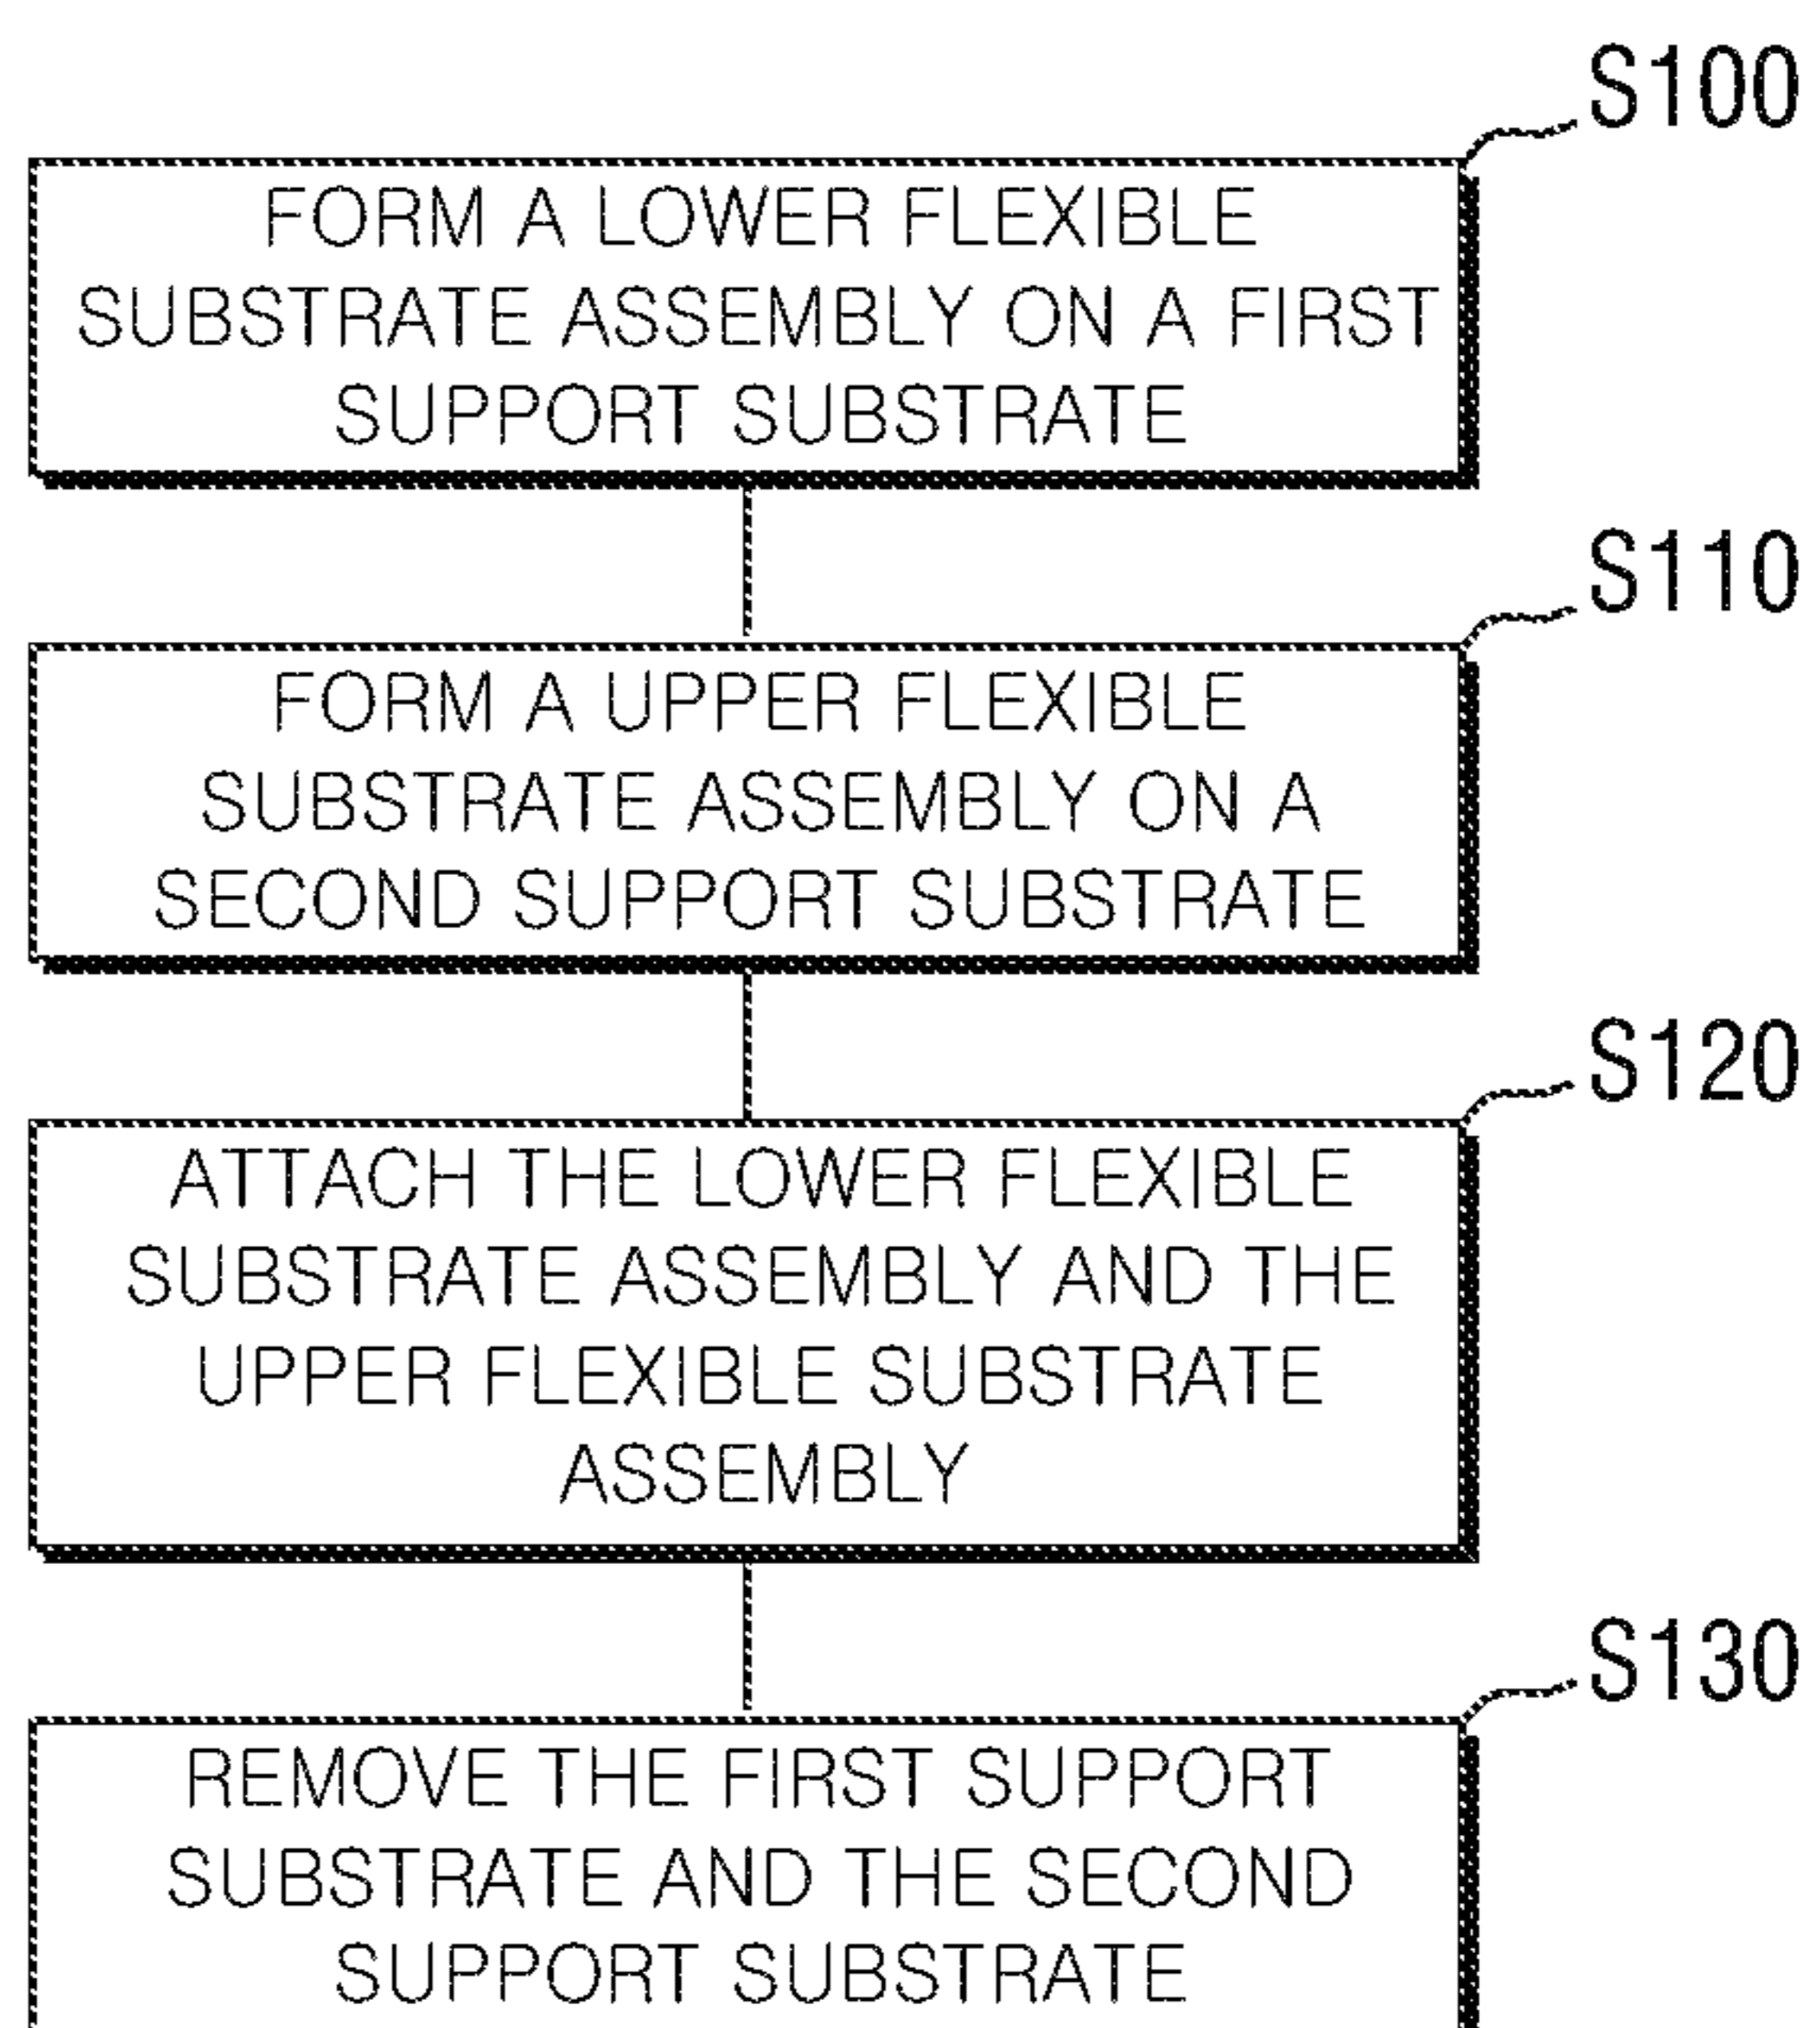 S100
FORM A LOWER FLEXIBLE
SUBSTRATE ASSEMBLY ON A FIRST
SUPPORT SUBSTRATE
S110
FORM A UPPER FLEXIBLE
SUBSTRATE ASSEMBLY ON A
SECOND SUPPORT SUBSTRATE
S120
ATTACH THE LOWER FLEXIBLE
SUBSTRATE ASSEMBLY AND THE
UPPER FLEXIBLE SUBSTRATE
ASSEMBLY
S130
REMOVE THE FIRST SUPPORT
SUBSTRATE AND THE SECOND
SUPPORT SUBSTRATE